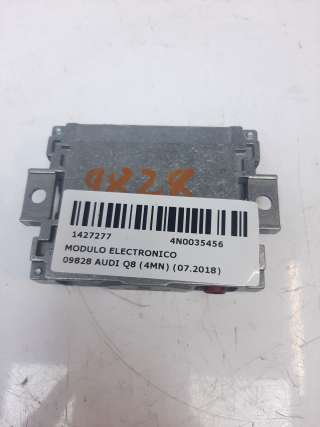 9828
1427277 4N0035456
MODULO ELECTRONICO
09828 AUDI Q8 (4MN) (07.2018)